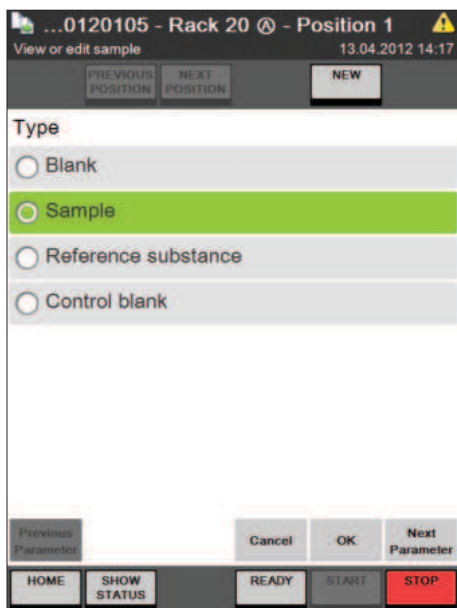 ...0120105 - Rack 20 Ⓐ - Position 1
View or edit sample 13.04.2012 14:17
PREVIOUS POSITION
NEXT POSITION
NEW
Type
Blank
Sample
Reference substance
Control blank
Previous Parameter
Cancel
OK
Next Parameter
HOME
SHOW STATUS
READY
START
STOP